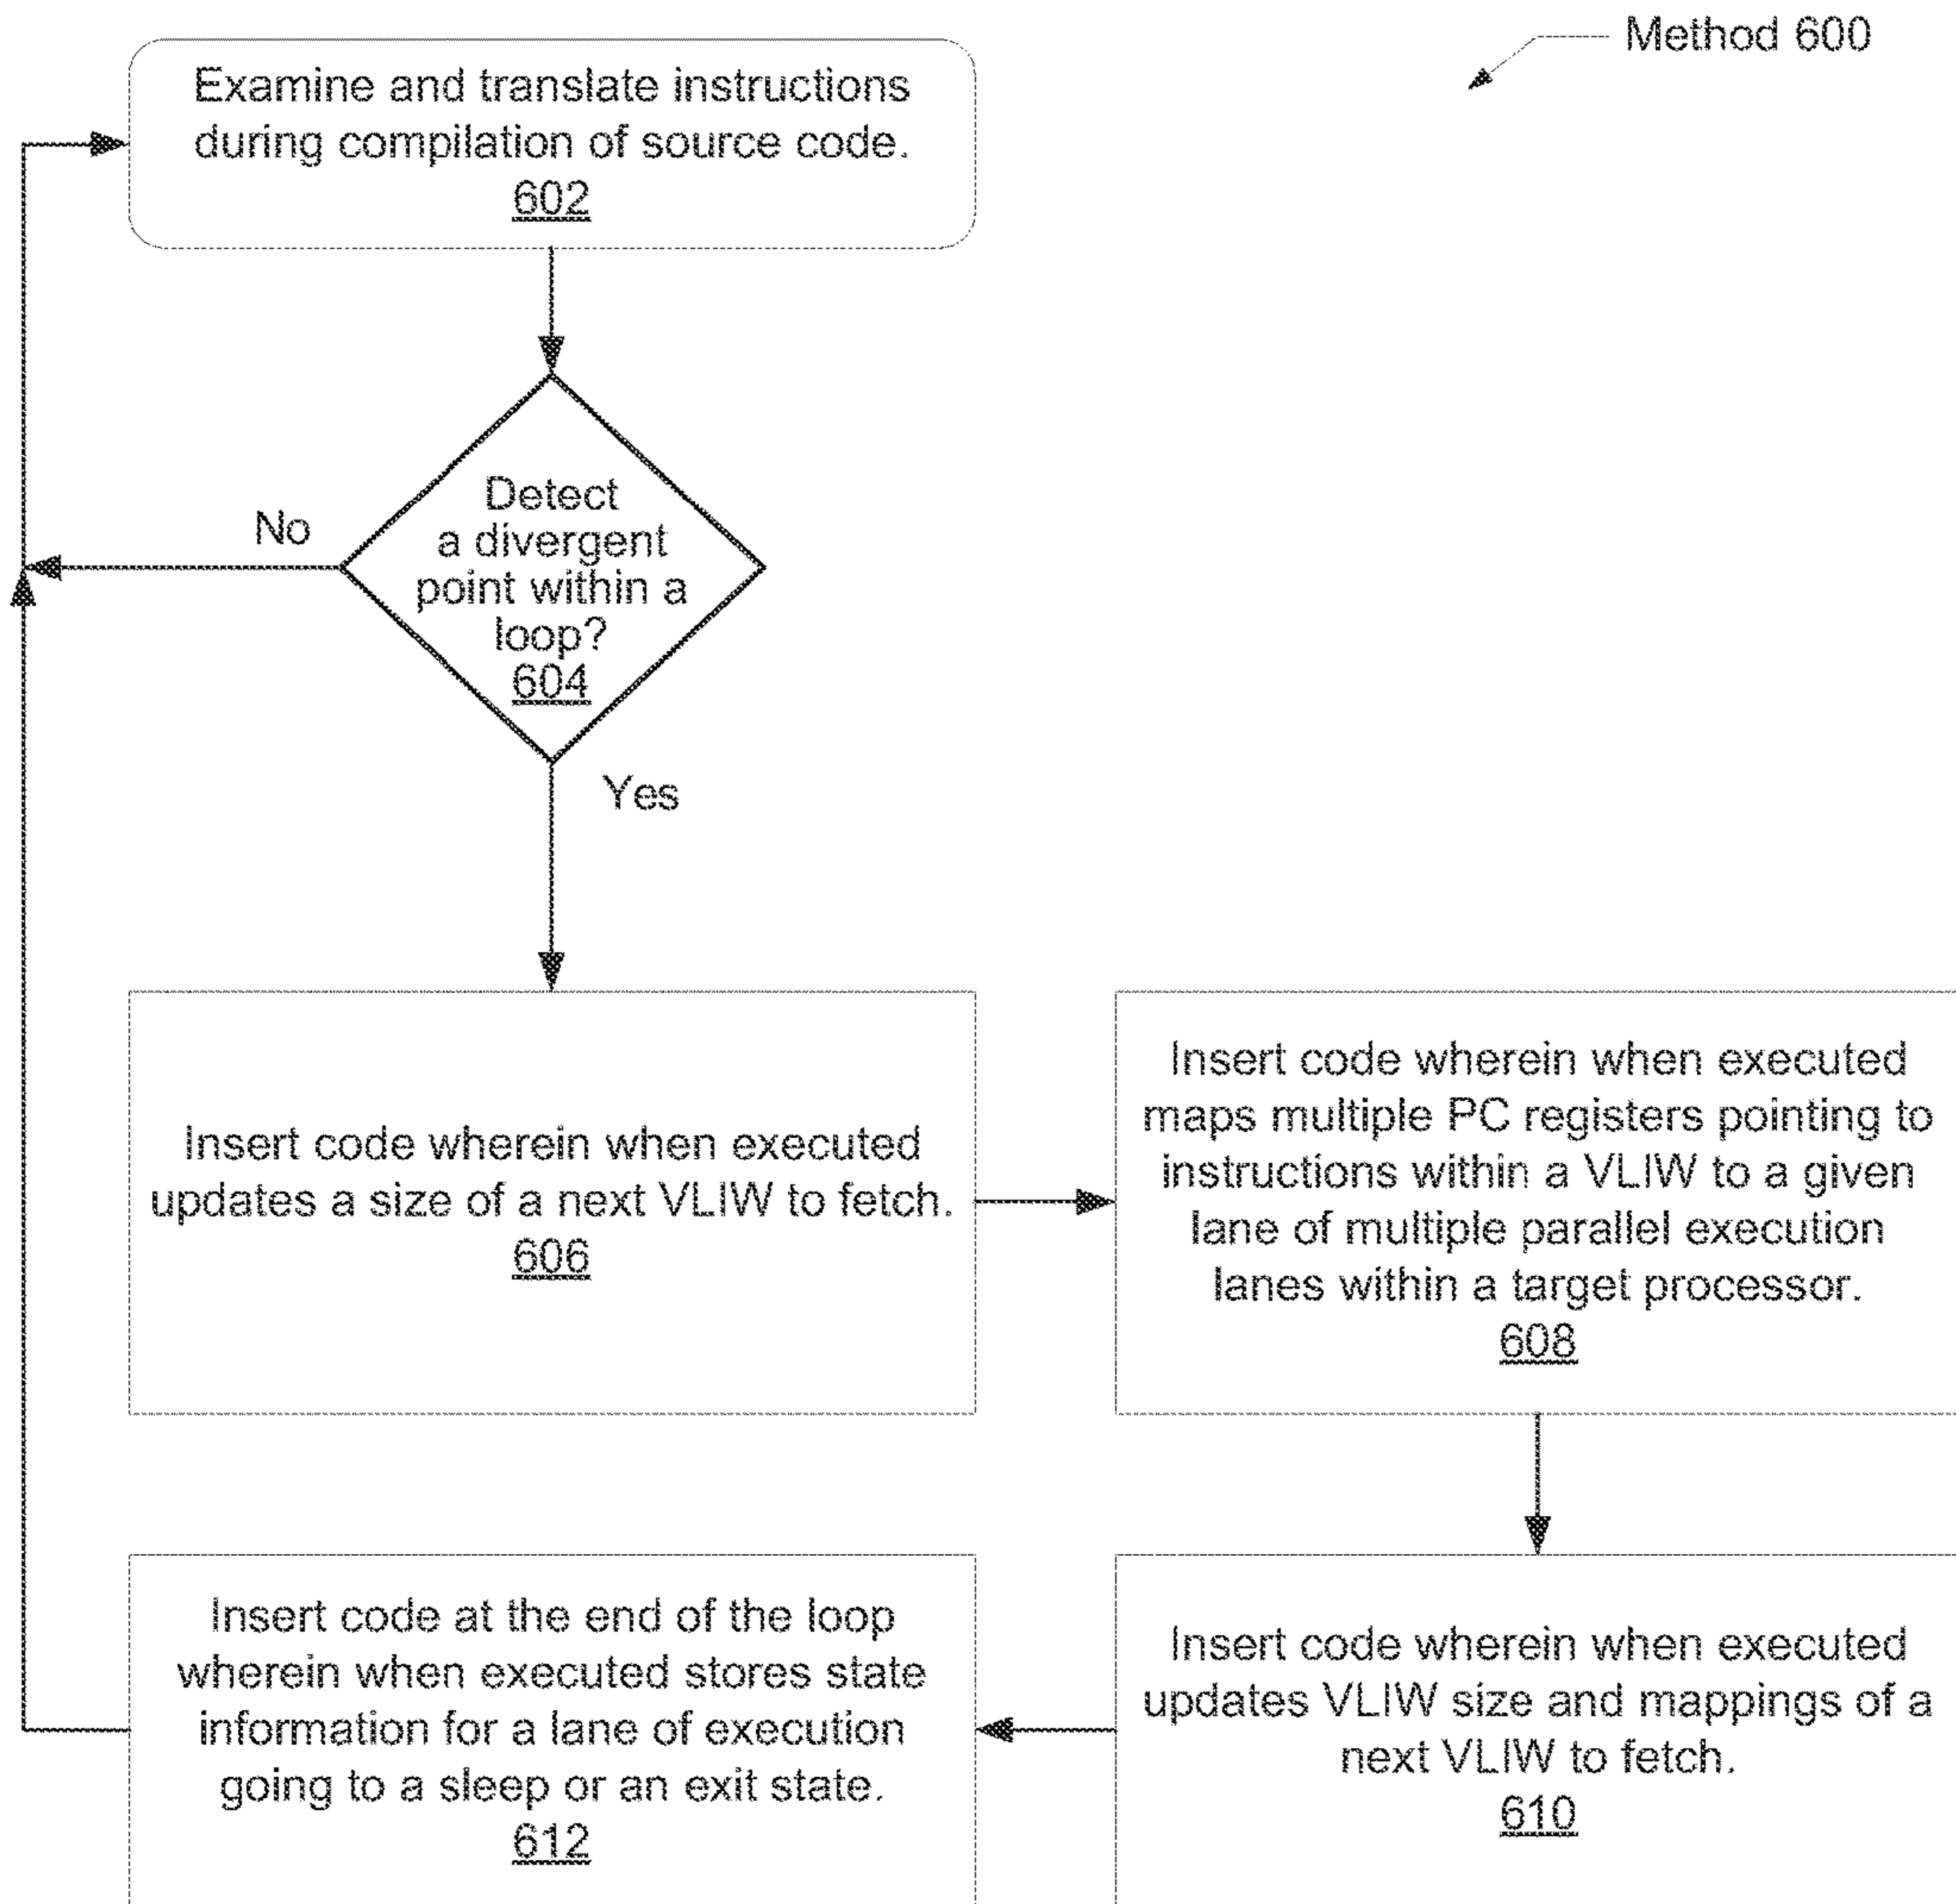 Method 600
Examine and translate instructions
during compilation of source code.
602
Detect
a divergent
point within a
loop?
604
No
Yes
Insert code wherein when executed
updates a size of a next VLIW to fetch.
606
Insert code wherein when executed
maps multiple PC registers pointing to
instructions within a VLIW to a given
lane of multiple parallel execution
lanes within a target processor.
608
Insert code wherein when executed
updates VLIW size and mappings of a
next VLIW to fetch.
610
Insert code at the end of the loop
wherein when executed stores state
information for a lane of execution
going to a sleep or an exit state.
612